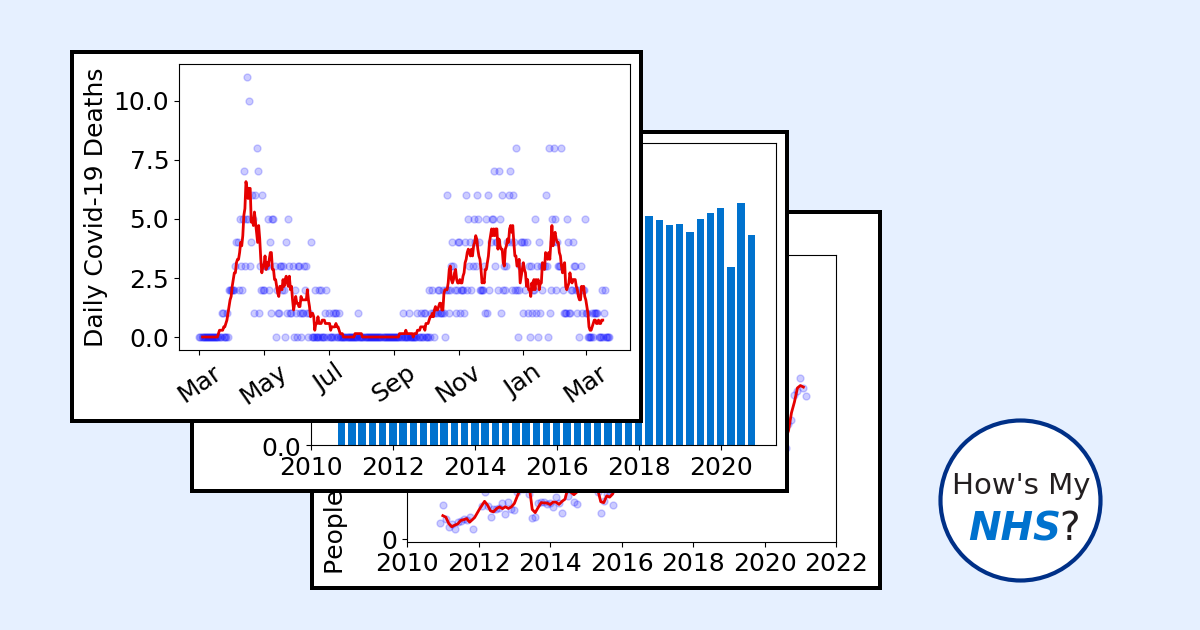 Daily Covid-19 Deaths
10.0
7.5
5.0
2.5
0.0
Mar May Jul Sep Nov Jan Mar
0.0
2010 2012 2014 2016 2018 2020
People
0
2010 2012 2014 2016 2018 2020 2022
How's My
NHS?